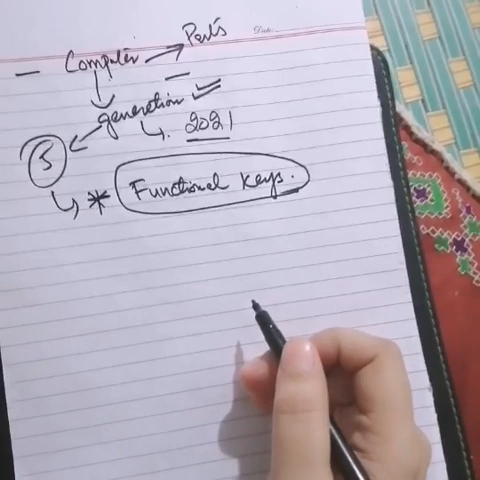 Parts
Date:
Computer
generation
2021
5
* Functional keys.